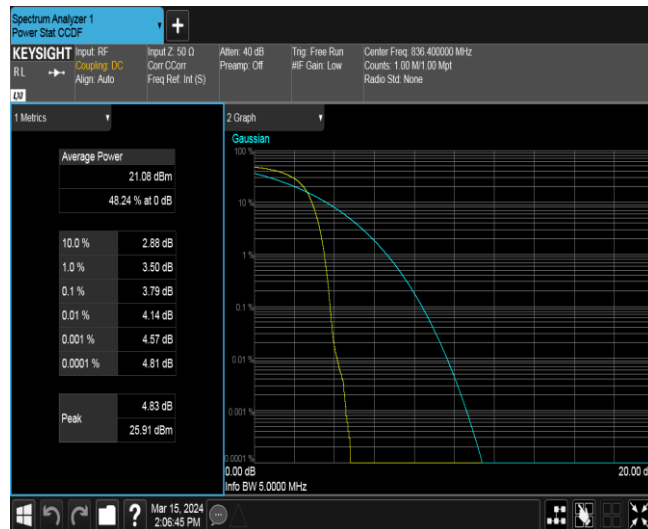 Spectrum Analyzer 1
Power Stat CCDF
+
KEYSIGHT
RL
LXI
Input: RF
Coupling: DC
Align: Auto
Input Z: 50 Ω
Corr CCorr
Freq Ref: Int (S)
Atten: 40 dB
Preamp: Off
Trig: Free Run
#IF Gain: Low
Center Freq: 836.400000 MHz
Counts: 1.00 M/1.00 Mpt
Radio Std: None
1 Metrics
Average Power
21.08 dBm
48.24 % at 0 dB
10.0 % 2.88 dB
1.0 % 3.50 dB
0.1 % 3.79 dB
0.01 % 4.14 dB
0.001 % 4.57 dB
0.0001 % 4.81 dB
Peak
4.83 dB
25.91 dBm
2 Graph
Gaussian
100 %
10 %
1 %
0.1 %
0.01 %
0.001 %
0.0001 %
0.00 dB
20.00 d
Info BW 5.0000 MHz
?
Mar 15, 2024
2:06:45 PM